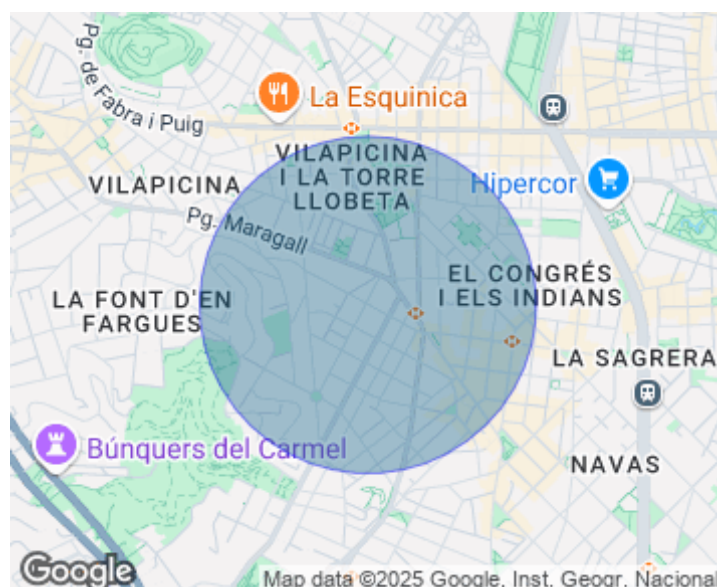 Pg. de Fabra i Puig
La Esquinica
VILAPICINA
I LA TORRE
LLOBETA
VILAPICINA
Hipercor
Pg. Maragall
EL CONGRÉS
I ELS INDIANS
LA FONT D'EN
FARGUES
LA SAGRERA
Búnquers del Carmel
NAVAS
Google
Map data ©2025 Google, Inst. Geogr. Nacional